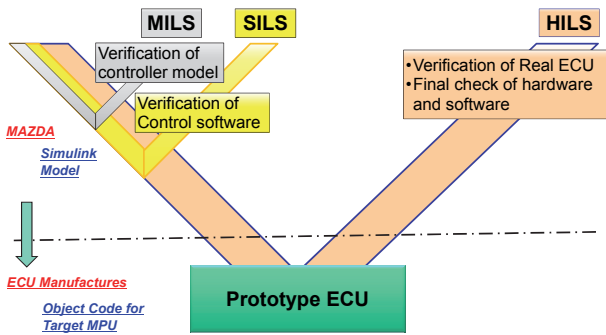 MILS
SILS
HILS
Verification of
controller model
Verification of
Control software
•Verification of Real ECU
•Final check of hardware
and software
MAZDA
Simulink
Model
ECU Manufactures
Object Code for
Target MPU
Prototype ECU